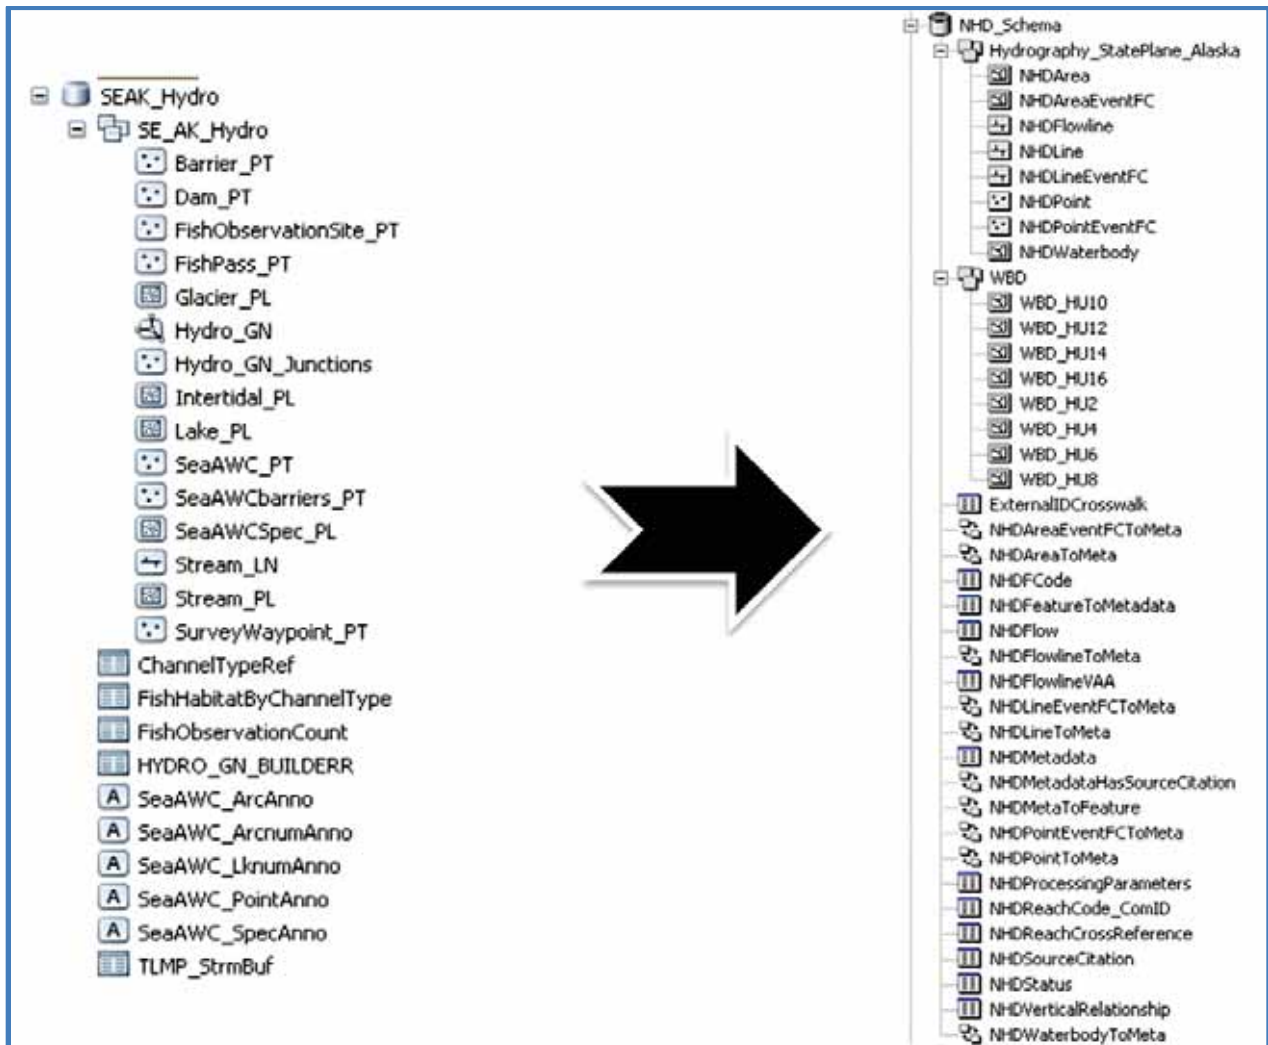 SEAK_Hydro
SE_AK_Hydro
Barrier_PT
Dam_PT
FishObservationSite_PT
FishPass_PT
Glacier_PL
Hydro_GN
Hydro_GN_Junctions
Intertidal_PL
Lake_PL
SeaAWC_PT
SeaAWCbarriers_PT
SeaAWCSpec_PL
Stream_LN
Stream_PL
SurveyWaypoint_PT
ChannelTypeRef
FishHabitatByChannelType
FishObservationCount
HYDRO_GN_BUILDERR
A SeaAWC_ArcAnno
A SeaAWC_ArcnumAnno
A SeaAWC_LknumAnno
A SeaAWC_PointAnno
A SeaAWC_SpecAnno
TLMP_StrmBuf
NHD_Schema
Hydrography_StatePlane_Alaska
NHDArea
NHDAreaEventFC
NHDFlowline
NHDLine
NHDLineEventFC
NHDPoint
NHDPointEventFC
NHDWaterbody
WBD
WBD_HU10
WBD_HU12
WBD_HU14
WBD_HU16
WBD_HU2
WBD_HU4
WBD_HU6
WBD_HU8
ExternalIDCrosswalk
NHDAreaEventFCToMeta
NHDAreaToMeta
NHDFCode
NHDFeatureToMetadata
NHDFlow
NHDFlowlineToMeta
NHDFlowlineVAA
NHDLineEventFCToMeta
NHDLineToMeta
NHDMetadata
NHDMetadataHasSourceCitation
NHDMetaToFeature
NHDPointEventFCToMeta
NHDPointToMeta
NHDProcessingParameters
NHDReachCode_ComID
NHDReachCrossReference
NHDSourceCitation
NHDStatus
NHDVerticalRelationship
NHDWaterbodyToMeta